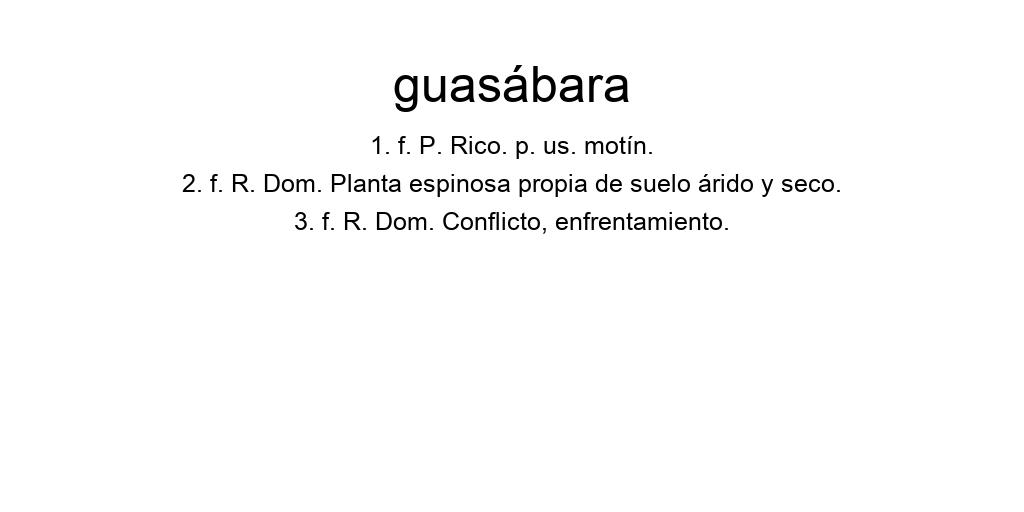 guasábara
1. f. P. Rico. p. us. motín.
2. f. R. Dom. Planta espinosa propia de suelo árido y seco.
3. f. R. Dom. Conflicto, enfrentamiento.